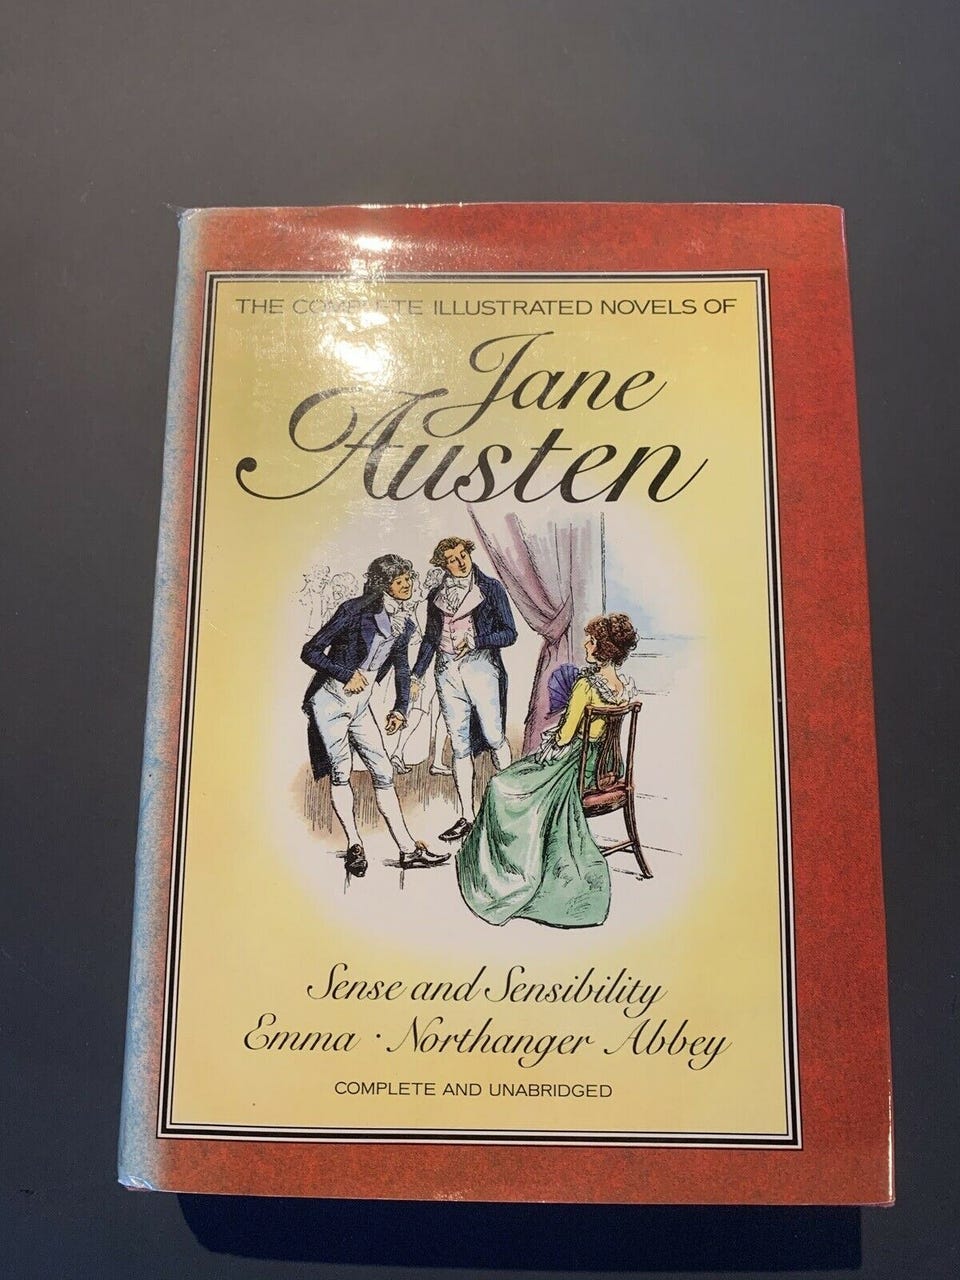 THE COMPLETE ILLUSTRATED NOVELS OF
Jane
Austen
Sense and Sensibility
Emma · Northanger Abbey
COMPLETE AND UNABRIDGED